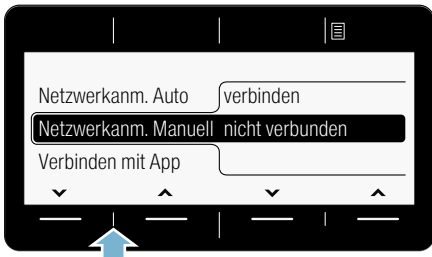 Netzwerkanm. Auto verbinden
Netzwerkanm. Manuell nicht verbunden
Verbinden mit App